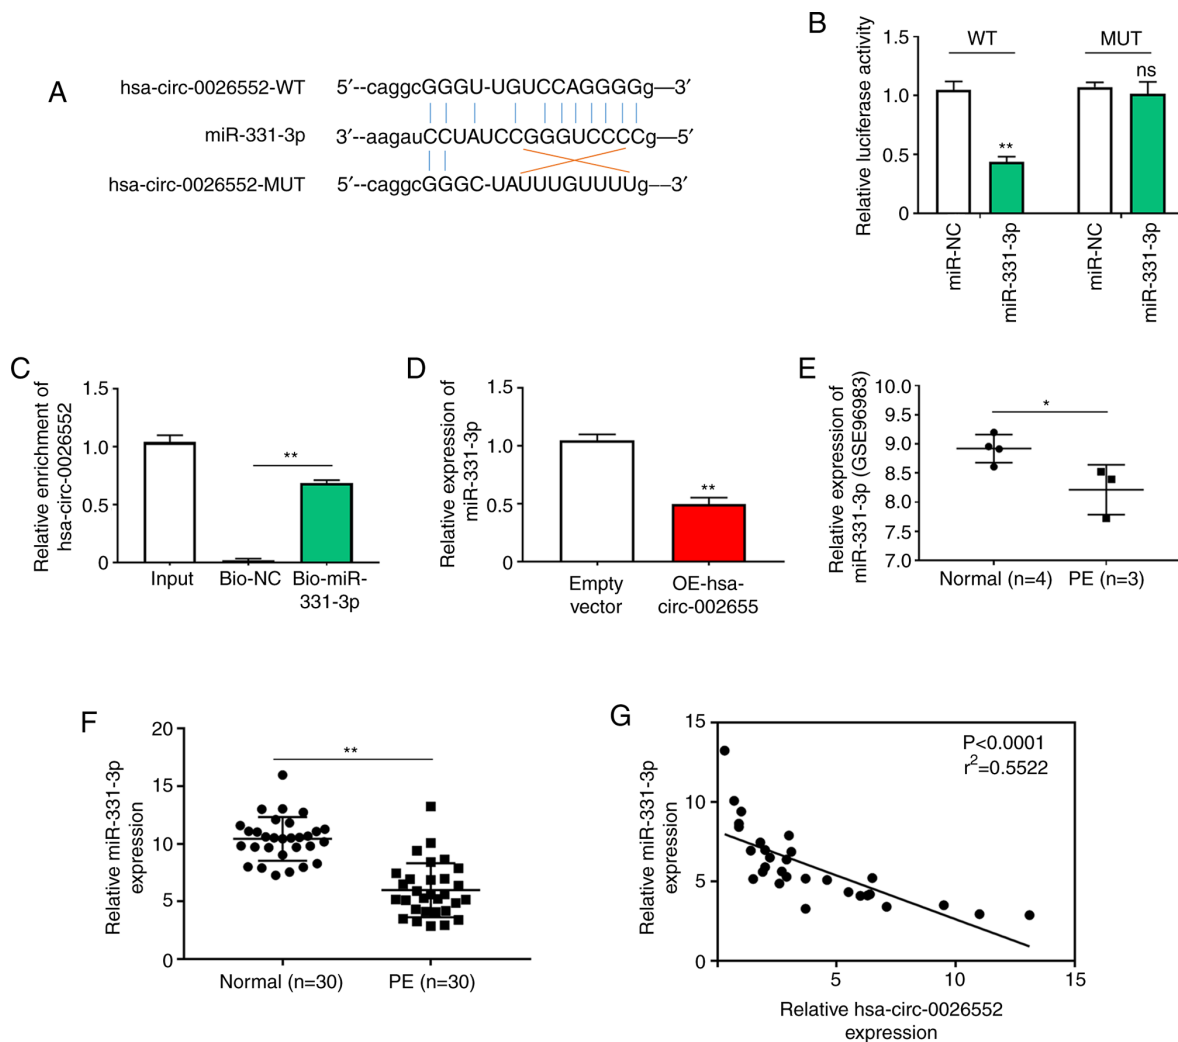 A
hsa-circ-0026552-WT 5′--caggcGGGU-UGUCCAGGGGg—3′
miR-331-3p 3′--aagauCCUAUCCGGGUCCCCg—5′
hsa-circ-0026552-MUT 5′--caggcGGGC-UAUUUGUUUUg––3′
B
Relative luciferase activity
1.5
1.0
0.5
0
WT
MUT
**
ns
miR-NC
miR-331-3p
miR-NC
miR-331-3p
C
Relative enrichment of
hsa-circ-0026552
1.5
1.0
0.5
0
**
Input
Bio-NC
Bio-miR-
331-3p
D
Relative expression of
miR-331-3p
1.5
1.0
0.5
0
**
Empty
vector
OE-hsa-
circ-002655
E
Relative expression of
miR-331-3p (GSE96983)
10.0
9.5
9.0
8.5
8.0
7.5
7.0
*
Normal (n=4)
PE (n=3)
F
Relative miR-331-3p
expression
20
15
10
5
0
**
Normal (n=30)
PE (n=30)
G
Relative miR-331-3p
expression
15
10
5
0
P<0.0001
r²=0.5522
5
10
15
Relative hsa-circ-0026552
expression